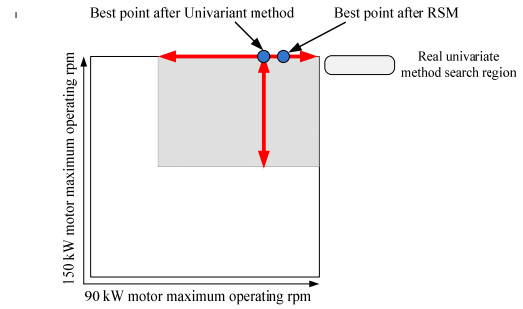 Best point after Univariant method
Best point after RSM
Real univariate
method search region
150 kW motor maximum operating rpm
90 kW motor maximum operating rpm